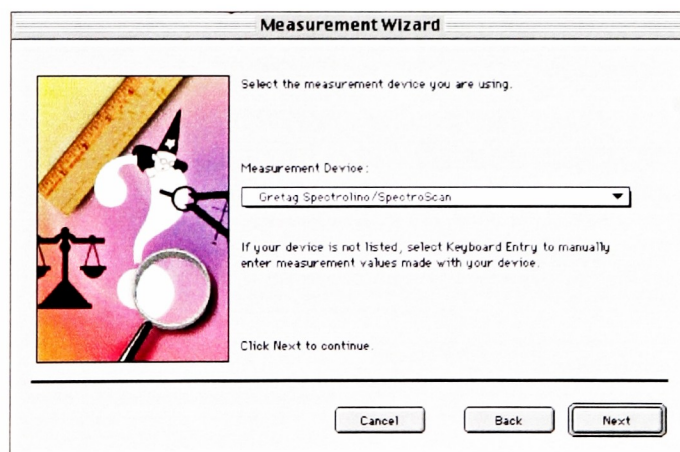 Measurement Wizard
Select the measurement device you are using.
Measurement Device:
Gretag Spectrolino/SpectroScan
If your device is not listed, select Keyboard Entry to manually
enter measurement values made with your device.
Click Next to continue.
Cancel
Back
Next